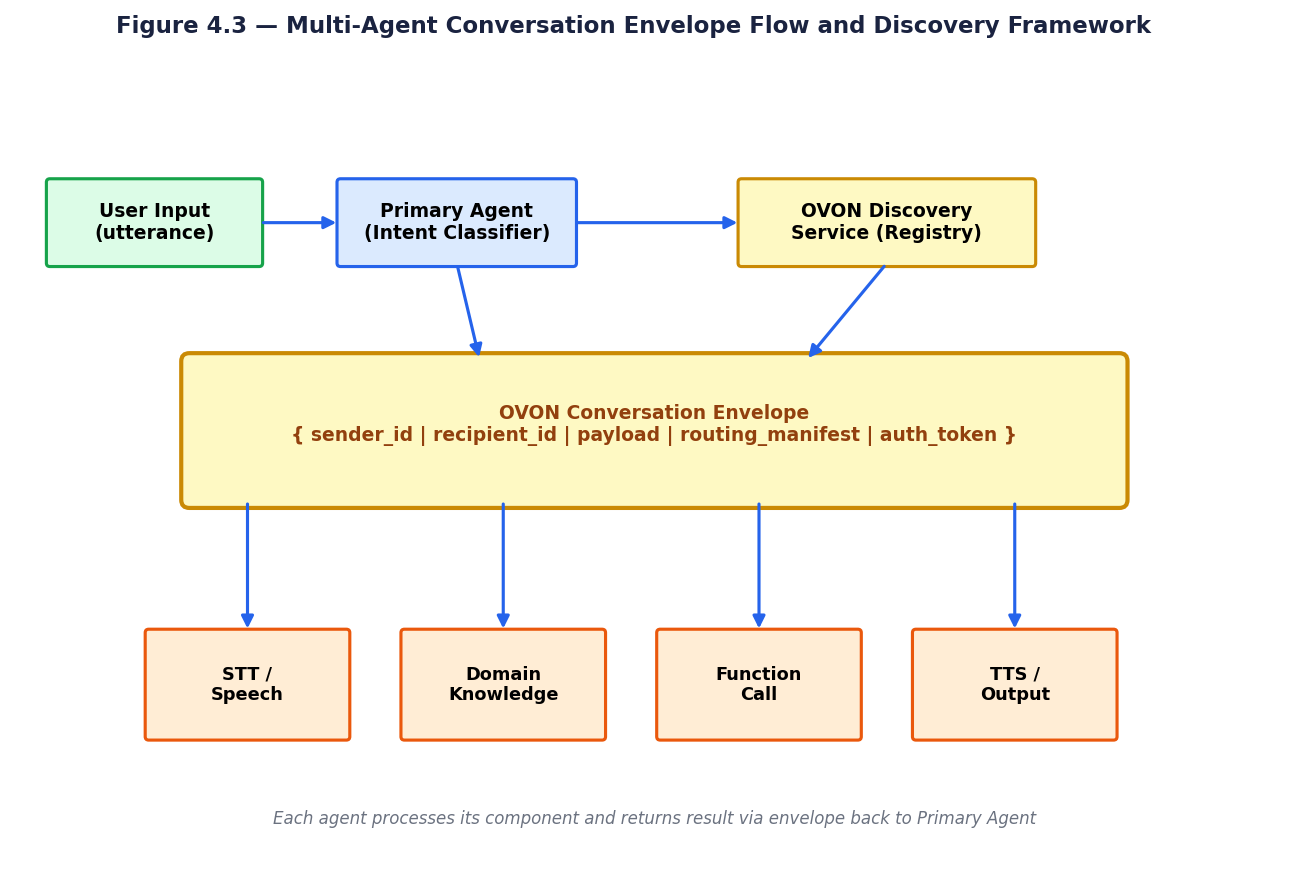 Figure 4.3 — Multi-Agent Conversation Envelope Flow and Discovery Framework
User Input
(utterance)
Primary Agent
(Intent Classifier)
OVON Discovery
Service (Registry)
OVON Conversation Envelope
{ sender_id | recipient_id | payload | routing_manifest | auth_token }
STT /
Speech
Domain
Knowledge
Function
Call
TTS /
Output
Each agent processes its component and returns result via envelope back to Primary Agent